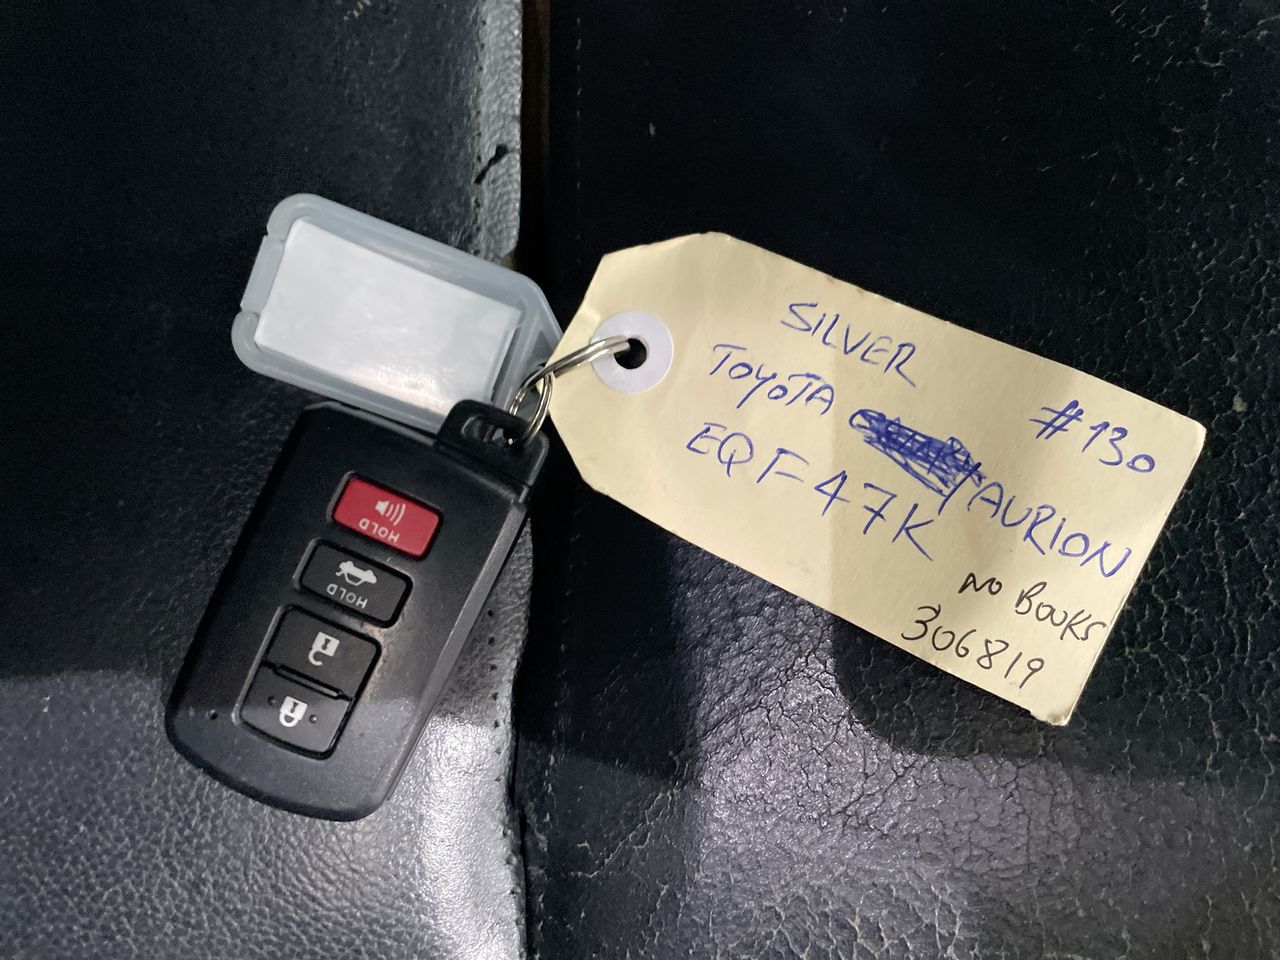 SILVER
TOYOTA AURION
#130
EQF47K
NO BOOKS
306819
HOLD
HOLD